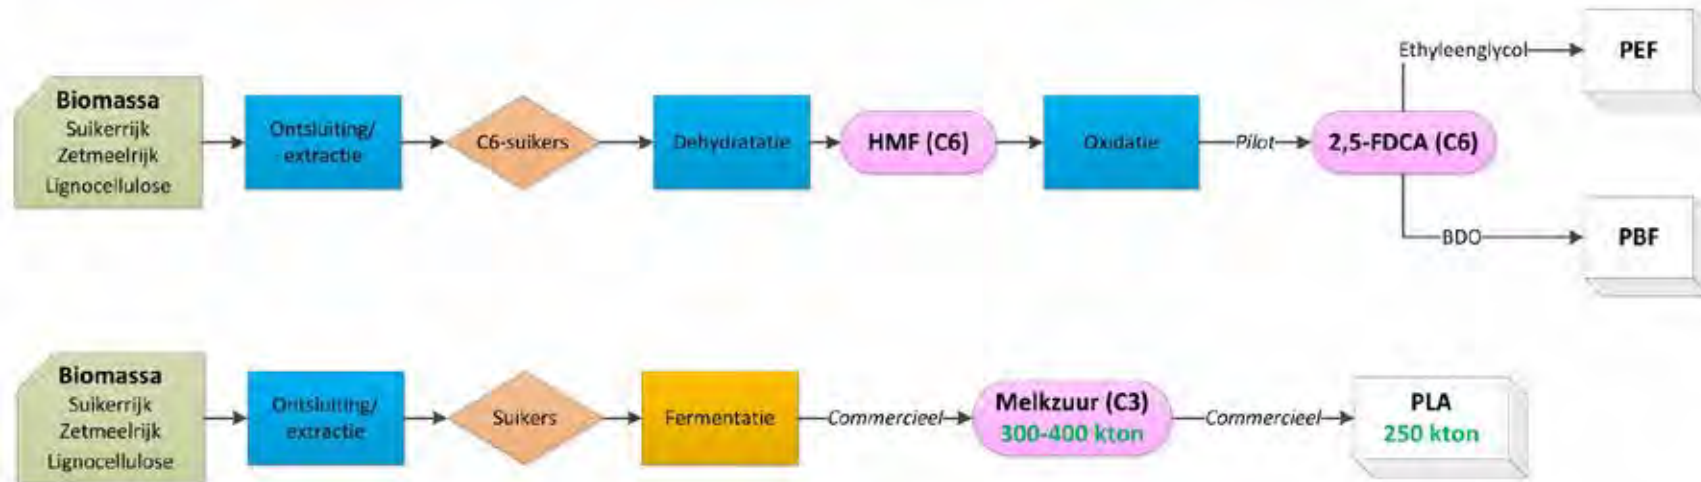 Biomassa
Suikerrijk
Zetmeelrijk
Lignocellulose
Ontsluiting/
extractie
C6-suikers
Dehydratatie
HMF (C6)
Oxidatie
Pilot
2,5-FDCA (C6)
Ethyleenglycol
PEF
BDO
PBF
Biomassa
Suikerrijk
Zetmeelrijk
Lignocellulose
Ontsluiting/
extractie
Suikers
Fermentatie
Commercieel
Melkzuur (C3)
300-400 kton
Commercieel
PLA
250 kton